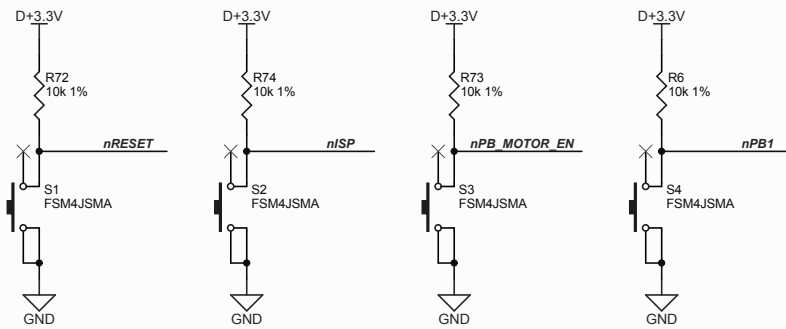 D+3.3V
R72
10k 1%
nRESET
S1
FSM4JSMA
GND
D+3.3V
R74
10k 1%
nISP
S2
FSM4JSMA
GND
D+3.3V
R73
10k 1%
nPB_MOTOR_EN
S3
FSM4JSMA
GND
D+3.3V
R6
10k 1%
nPB1
S4
FSM4JSMA
GND